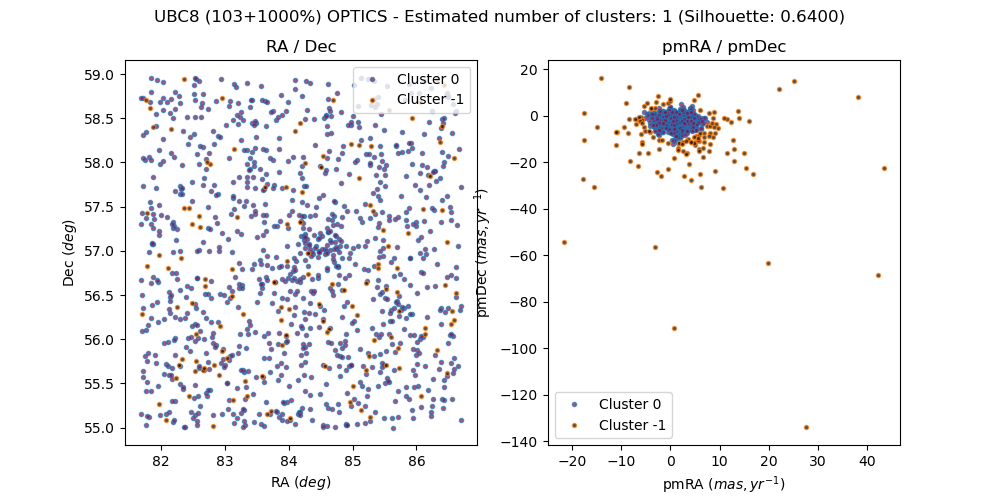 UBC8 (103+1000%) OPTICS - Estimated number of clusters: 1 (Silhouette: 0.6400)
RA / Dec
59.0
58.5
58.0
57.5
57.0
56.5
56.0
55.5
55.0
Dec (deg)
Cluster 0
Cluster -1
82
83
84
85
86
RA (deg)
pmRA / pmDec
20
0
−20
−40
−60
−80
−100
−120
−140
pmDec (mas, yr⁻¹)
Cluster 0
Cluster -1
−20
−10
0
10
20
30
40
pmRA (mas, yr⁻¹)